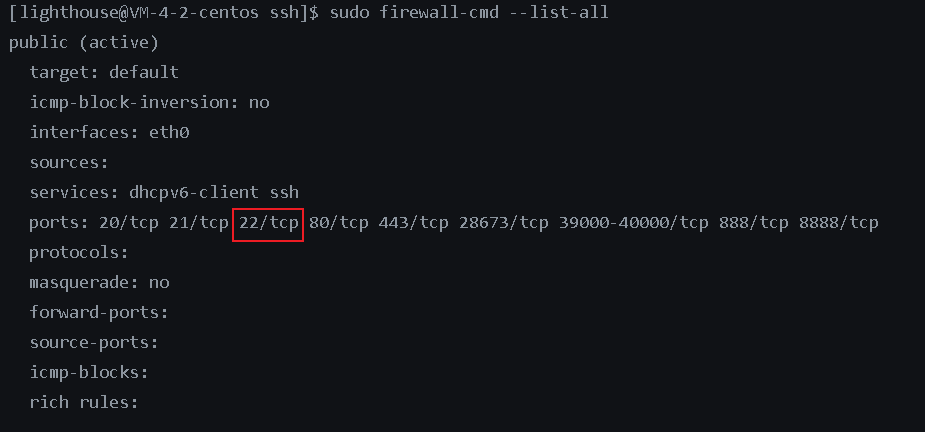 [lighthouse@VM-4-2-centos ssh]$ sudo firewall-cmd --list-all
public (active)
target: default
icmp-block-inversion: no
interfaces: eth0
sources:
services: dhcpv6-client ssh
ports: 20/tcp 21/tcp 22/tcp 80/tcp 443/tcp 28673/tcp 39000-40000/tcp 888/tcp 8888/tcp
protocols:
masquerade: no
forward-ports:
source-ports:
icmp-blocks:
rich rules: